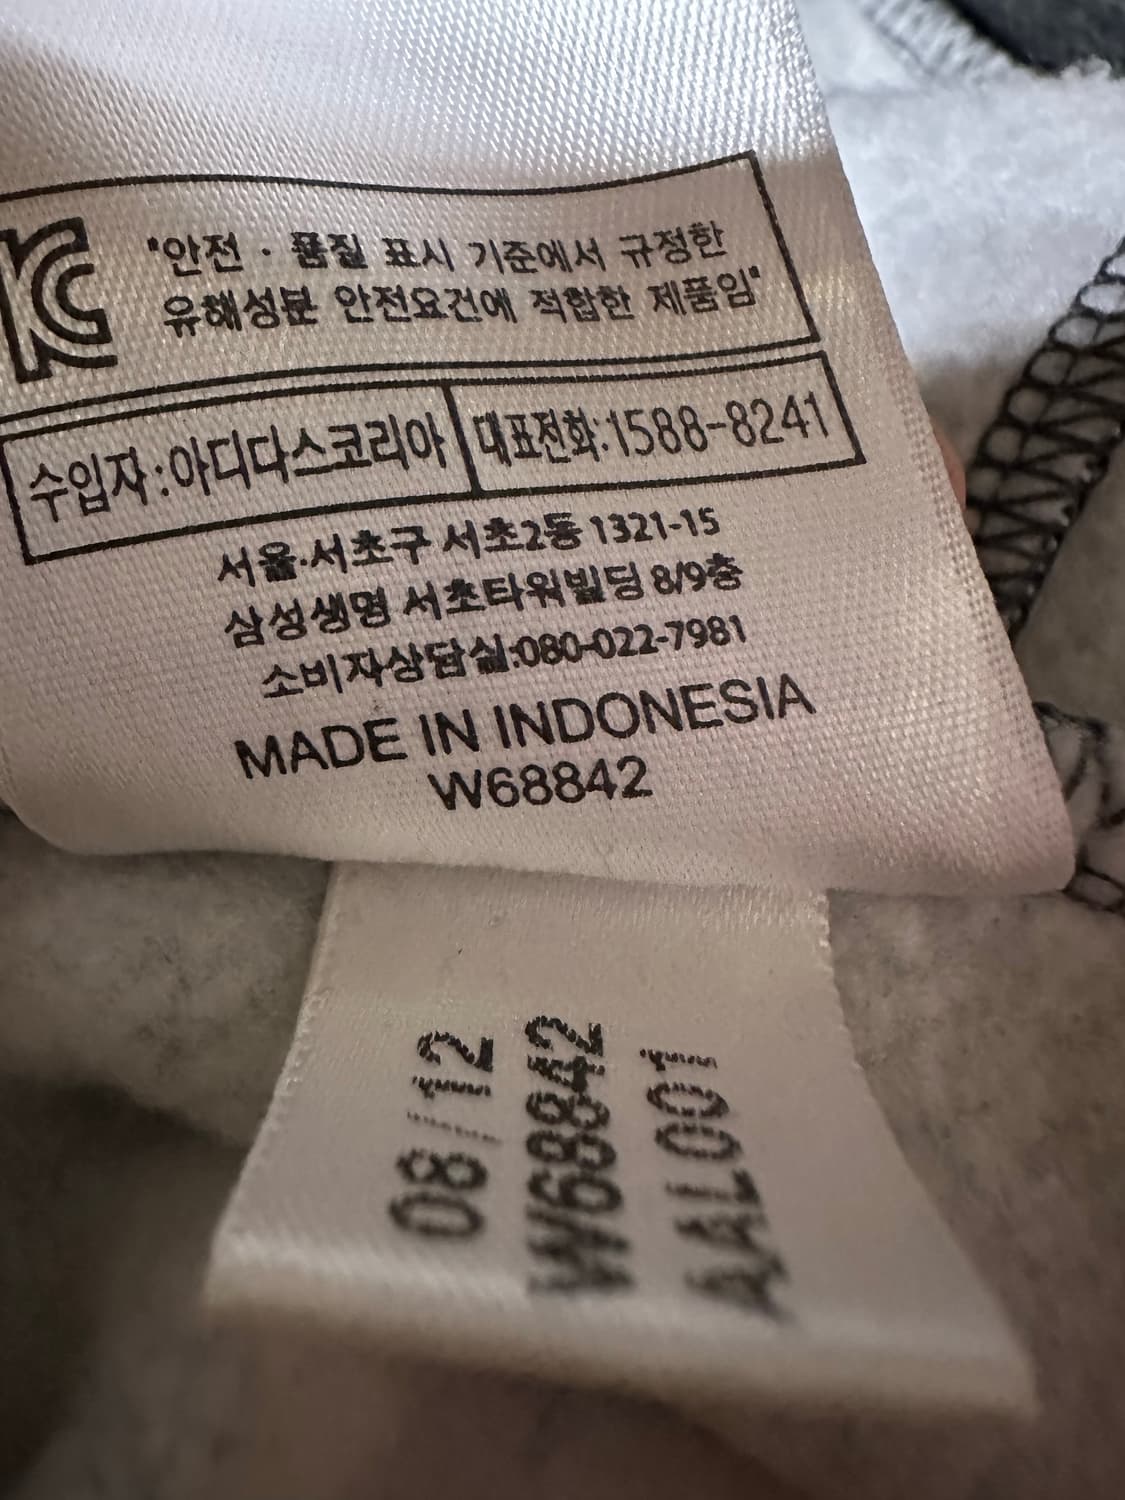 KC
"안전 · 품질 표시 기준에서 규정한
유해성분 안전요건에 적합한 제품임"
수입자:아디다스코리아 대표전화:1588-8241
서울·서초구 서초2동 1321-15
삼성생명 서초타워빌딩 8/9층
소비자상담실:080-022-7981
MADE IN INDONESIA
W68842
08/12
W68842
AAL001